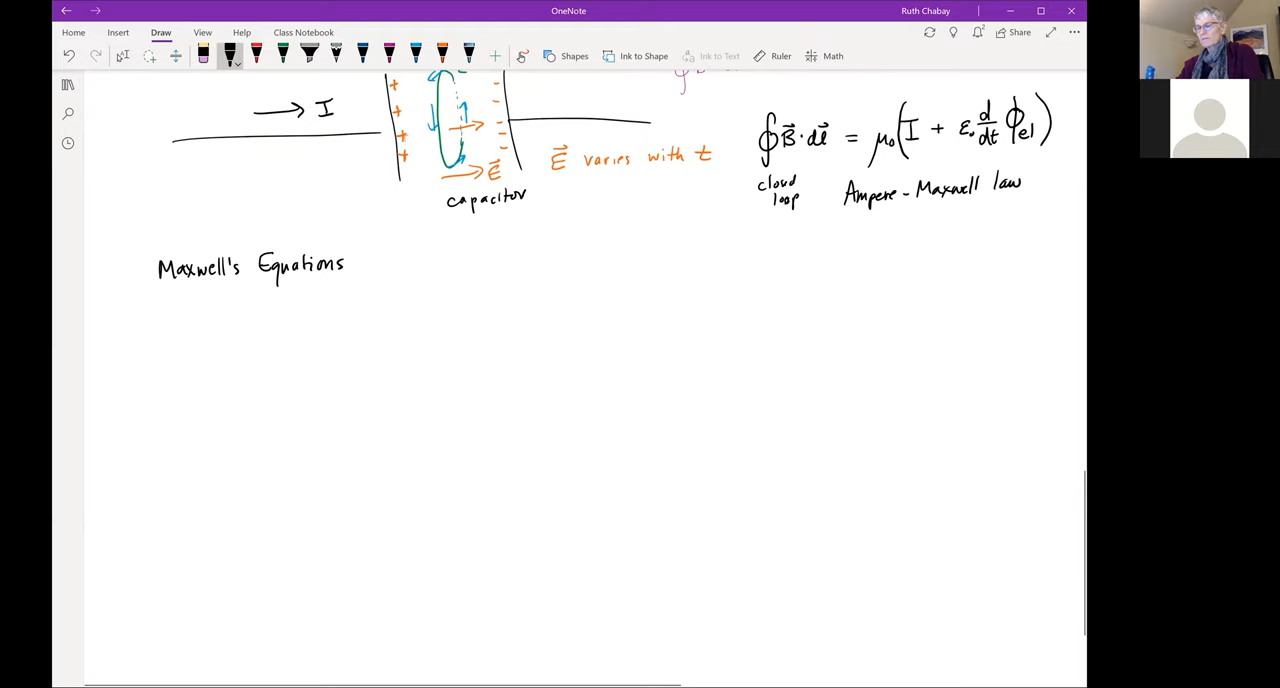 OneNote
Ruth Chabay
Home Insert Draw View Help Class Notebook
Share
Shapes Ink to Shape Ink to Text Ruler Math
→ I
+ + + +
- - - - -
E⃗
E⃗ varies with t
capacitor
∮ B⃗·dl⃗ = μ₀(I + ε₀ d/dt Φel)
cloud loop
Ampere-Maxwell law
Maxwell's Equations